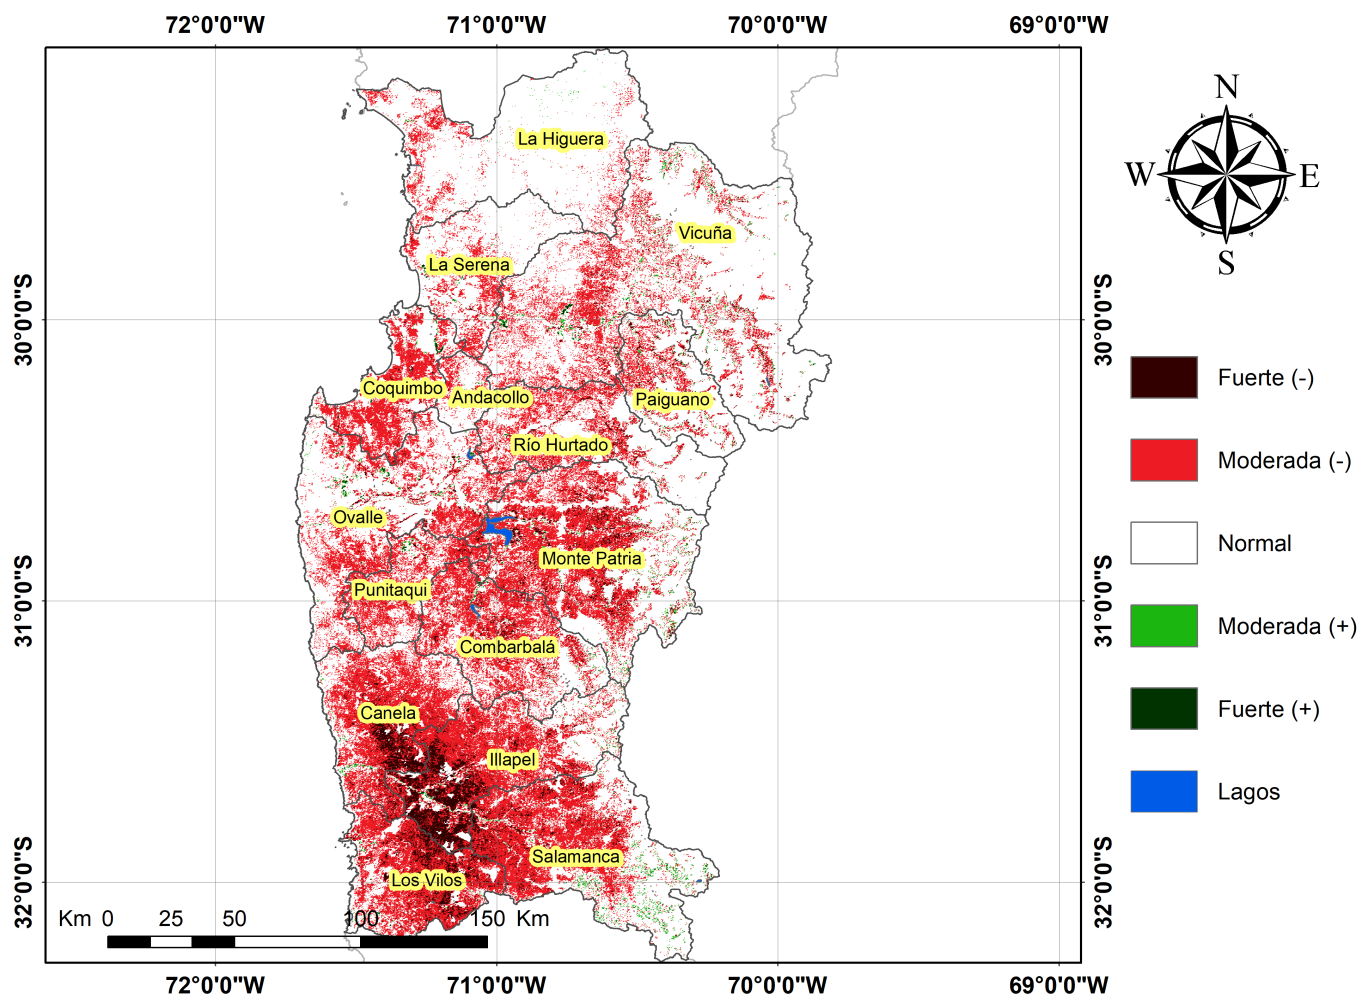 72°0'0"W 71°0'0"W 70°0'0"W 69°0'0"W
N
W E
S
La Higuera
Vicuña
La Serena
30°0'0"S 30°0'0"S
Coquimbo
Andacollo
Paiguano
Río Hurtado
Ovalle
Monte Patria
Punitaqui
31°0'0"S 31°0'0"S
Combarbalá
Canela
Illapel
Salamanca
Los Vilos
32°0'0"S 32°0'0"S
Km 0 25 50 100 150 Km
72°0'0"W 71°0'0"W 70°0'0"W 69°0'0"W
Fuerte (-)
Moderada (-)
Normal
Moderada (+)
Fuerte (+)
Lagos